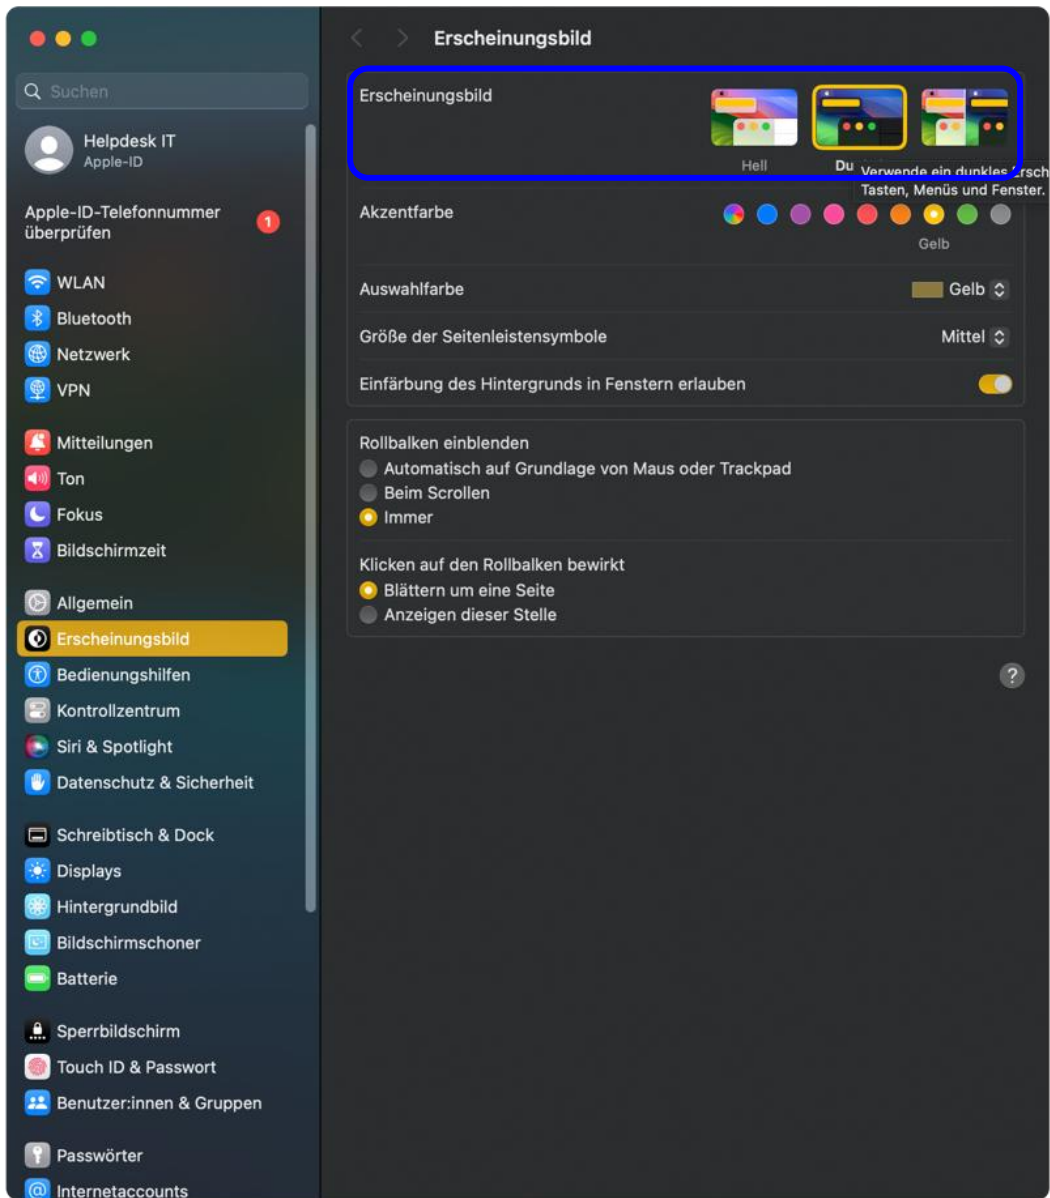 Suchen
Helpdesk IT
Apple-ID
Apple-ID-Telefonnummer
überprüfen
1
WLAN
Bluetooth
Netzwerk
VPN
Mitteilungen
Ton
Fokus
Bildschirmzeit
Allgemein
Erscheinungsbild
Bedienungshilfen
Kontrollzentrum
Siri & Spotlight
Datenschutz & Sicherheit
Schreibtisch & Dock
Displays
Hintergrundbild
Bildschirmschoner
Batterie
Sperrbildschirm
Touch ID & Passwort
Benutzer:innen & Gruppen
Passwörter
Internetaccounts
Erscheinungsbild
Erscheinungsbild
Hell
Du
Verwende ein dunkles Ersch
Tasten, Menüs und Fenster.
Akzentfarbe
Gelb
Auswahlfarbe
Gelb
Größe der Seitenleistensymbole
Mittel
Einfärbung des Hintergrunds in Fenstern erlauben
Rollbalken einblenden
Automatisch auf Grundlage von Maus oder Trackpad
Beim Scrollen
Immer
Klicken auf den Rollbalken bewirkt
Blättern um eine Seite
Anzeigen dieser Stelle
?